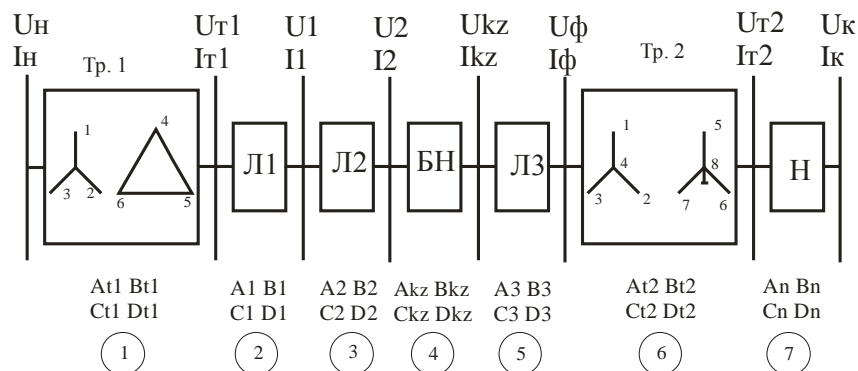 Uн Uт1 U1 U2 Ukz Uф Uт2 Uк
Iн Iт1 I1 I2 Ikz Iф Iт2 Iк
Тр. 1 Тр. 2
1 4 1 5
Л1 Л2 БН Л3 4 8 Н
3 2 6 5 3 2 7 6
At1 Bt1 A1 B1 A2 B2 Akz Bkz A3 B3 At2 Bt2 An Bn
Ct1 Dt1 C1 D1 C2 D2 Ckz Dkz C3 D3 Ct2 Dt2 Cn Dn
1 2 3 4 5 6 7